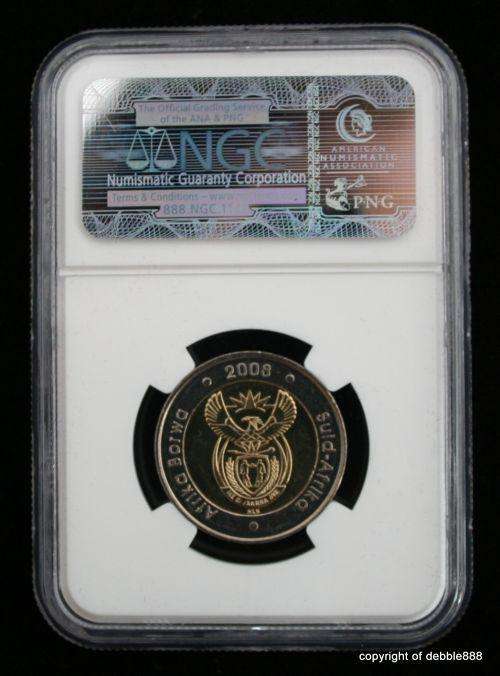 The Official Grading Service
of the ANA & PNG
NGC
Numismatic Guaranty Corporation
Terms & Conditions – www.
888.NGC.1
AMERICAN
NUMISMATIC
ASSOCIATION
PNG
2008
Afrika Borwa
Suid-Afrika
copyright of debble888